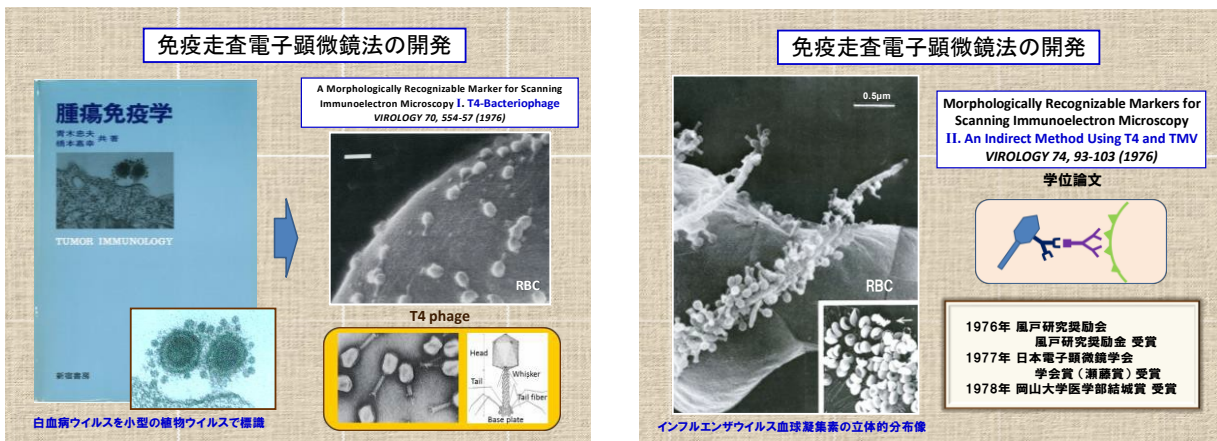 免疫走査電子顕微鏡法の開発
腫瘍免疫学
青木忠夫
橋本嘉幸 共著
TUMOR IMMUNOLOGY
新宿書房
白血病ウイルスを小型の植物ウイルスで標識
A Morphologically Recognizable Marker for Scanning
Immunoelectron Microscopy I. T4-Bacteriophage
VIROLOGY 70, 554-57 (1976)
RBC
T4 phage
Head
Whisker
Tail
Tail fiber
Base plate
免疫走査電子顕微鏡法の開発
0.5μm
RBC
インフルエンザウイルス血球凝集素の立体的分布像
Morphologically Recognizable Markers for
Scanning Immunoelectron Microscopy
II. An Indirect Method Using T4 and TMV
VIROLOGY 74, 93-103 (1976)
学位論文
1976年 風戸研究奨励会
風戸研究奨励金 受賞
1977年 日本電子顕微鏡学会
学会賞（瀬藤賞）受賞
1978年 岡山大学医学部結城賞 受賞